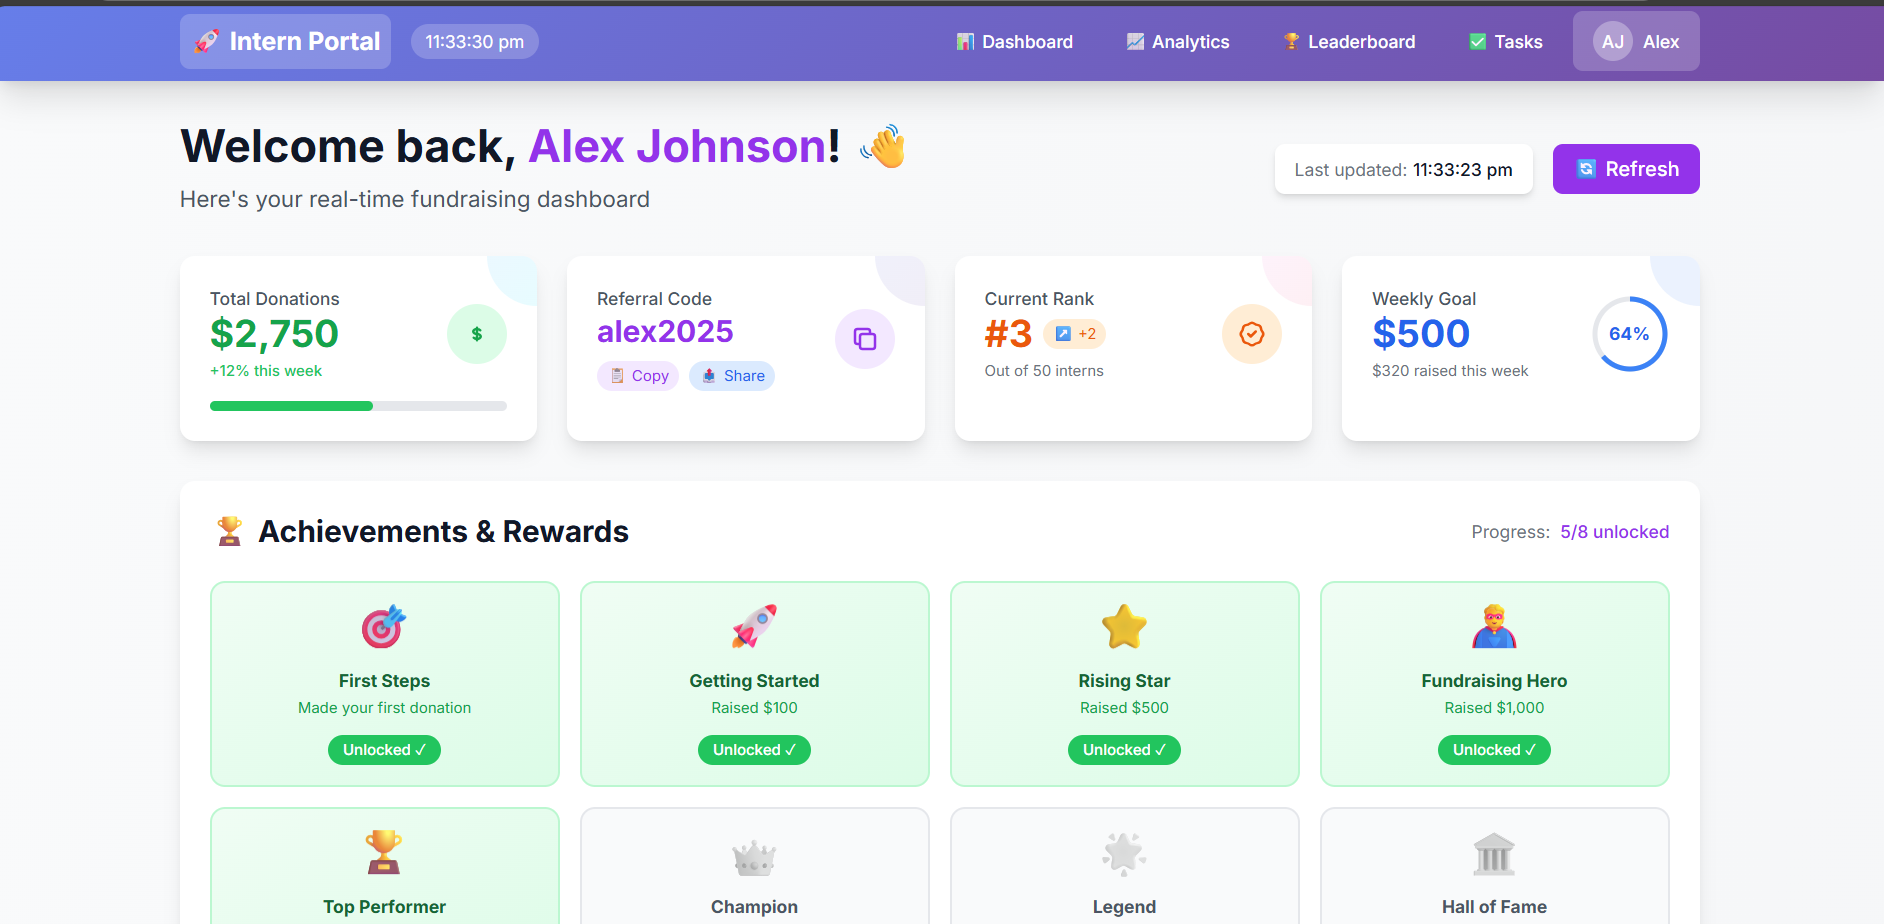 🚀 Intern Portal
11:33:30 pm
📊 Dashboard
📈 Analytics
🏆 Leaderboard
✅ Tasks
AJ Alex
Welcome back, Alex Johnson! 👋
Here's your real-time fundraising dashboard
Last updated: 11:33:23 pm
🔄 Refresh
Total Donations
$2,750
+12% this week
$
Referral Code
alex2025
📋 Copy
📤 Share
Current Rank
#3 ↗️ +2
Out of 50 interns
Weekly Goal
$500
$320 raised this week
64%
🏆 Achievements & Rewards
Progress: 5/8 unlocked
First Steps
Made your first donation
Unlocked ✓
Getting Started
Raised $100
Unlocked ✓
Rising Star
Raised $500
Unlocked ✓
Fundraising Hero
Raised $1,000
Unlocked ✓
Top Performer
Champion
Legend
Hall of Fame